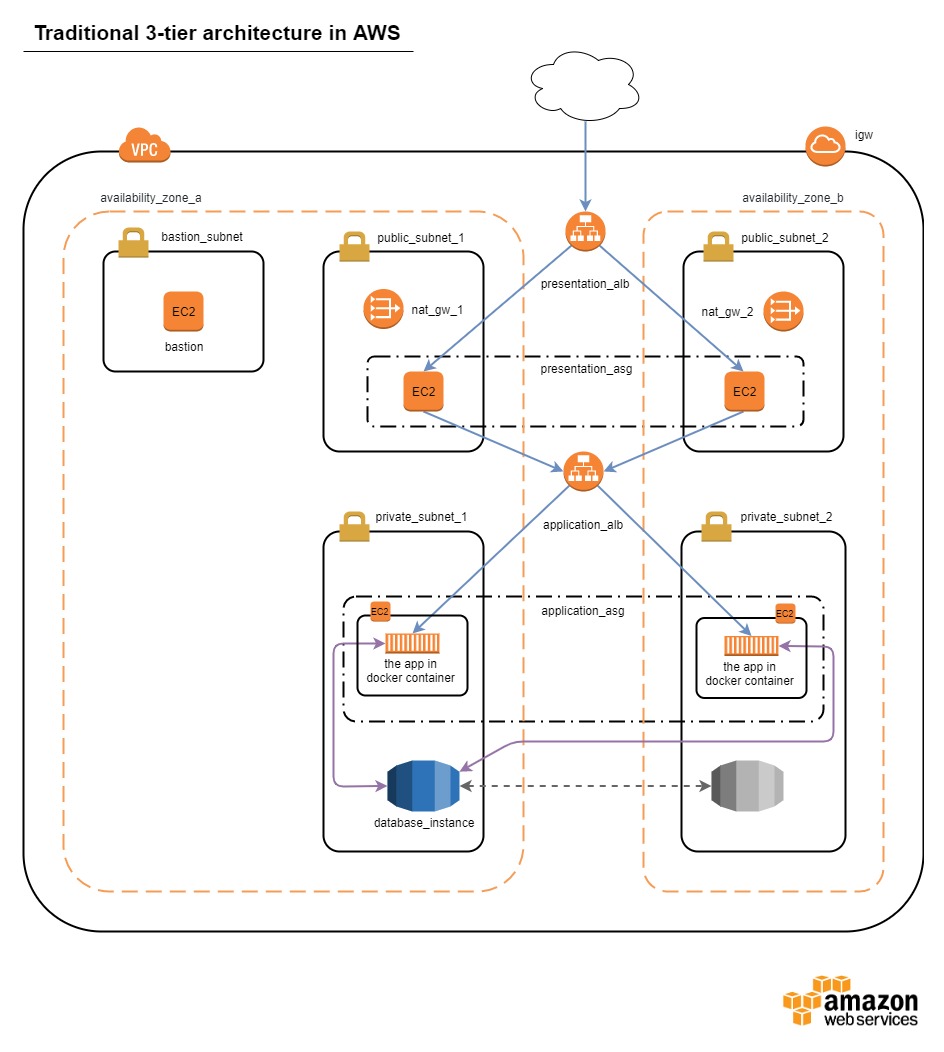 Traditional 3-tier architecture in AWS
VPC
igw
availability_zone_a
availability_zone_b
bastion_subnet
public_subnet_1
public_subnet_2
presentation_alb
EC2
bastion
nat_gw_1
nat_gw_2
presentation_asg
EC2
EC2
private_subnet_1
application_alb
private_subnet_2
application_asg
EC2
EC2
the app in
docker container
the app in
docker container
database_instance
amazon
web services